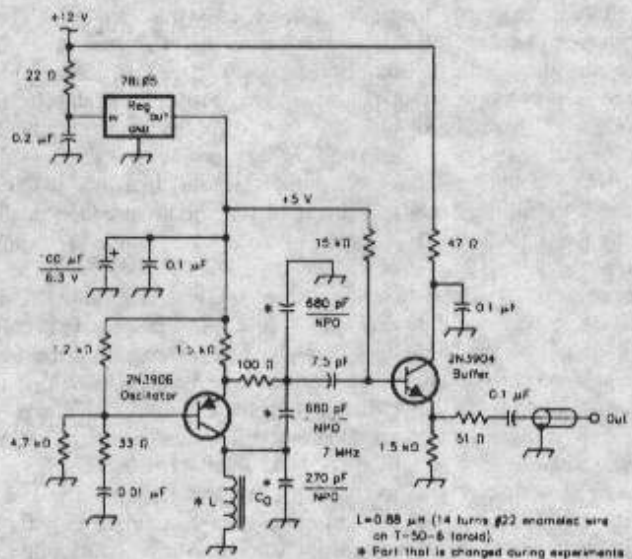 +12 V
22 Ω
78L05
Reg
IN
OUT
GND
0.2 µF
+5 V
15 kΩ
47 Ω
100 µF
6.3 V
0.1 µF
680 pF
NPO
0.1 µF
1.2 kΩ
1.5 kΩ
100 Ω
7.5 pF
2N3904
Buffer
2N3906
Oscillator
680 pF
NPO
0.1 µF
Out
4.7 kΩ
33 Ω
7 MHz
1.5 kΩ
51 Ω
0.01 µF
* L
C0
* 270 pF
NPO
L=0.88 µH (14 turns #22 enameled wire
on T-50-6 toroid).
* Part that is changed during experiments